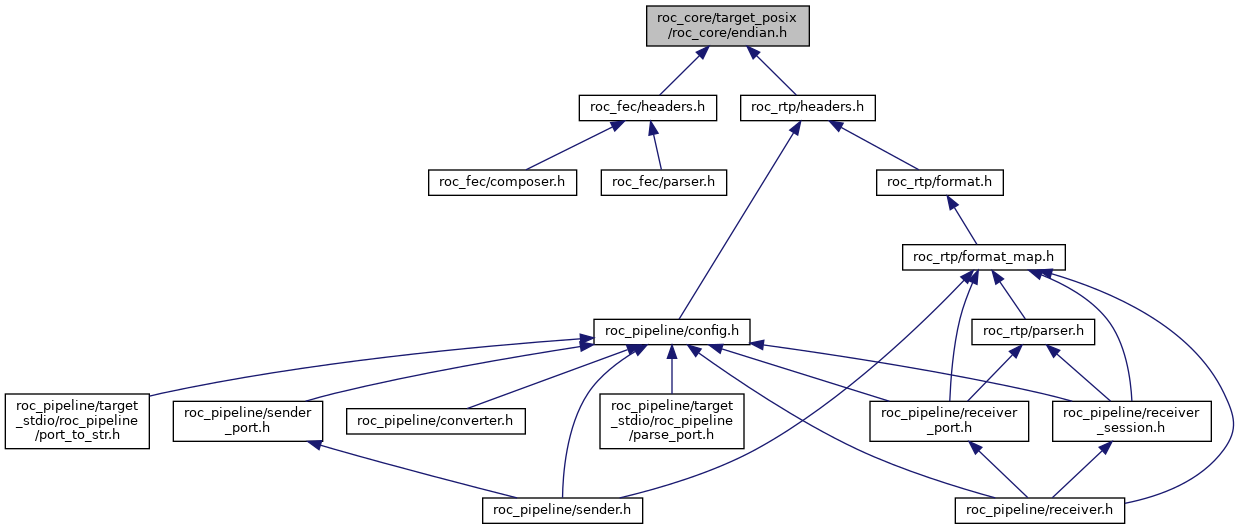 roc_core/target_posix
/roc_core/endian.h
roc_fec/headers.h
roc_rtp/headers.h
roc_fec/composer.h
roc_fec/parser.h
roc_rtp/format.h
roc_rtp/format_map.h
roc_pipeline/config.h
roc_rtp/parser.h
roc_pipeline/target
_stdio/roc_pipeline
/port_to_str.h
roc_pipeline/sender
_port.h
roc_pipeline/converter.h
roc_pipeline/target
_stdio/roc_pipeline
/parse_port.h
roc_pipeline/receiver
_port.h
roc_pipeline/receiver
_session.h
roc_pipeline/sender.h
roc_pipeline/receiver.h